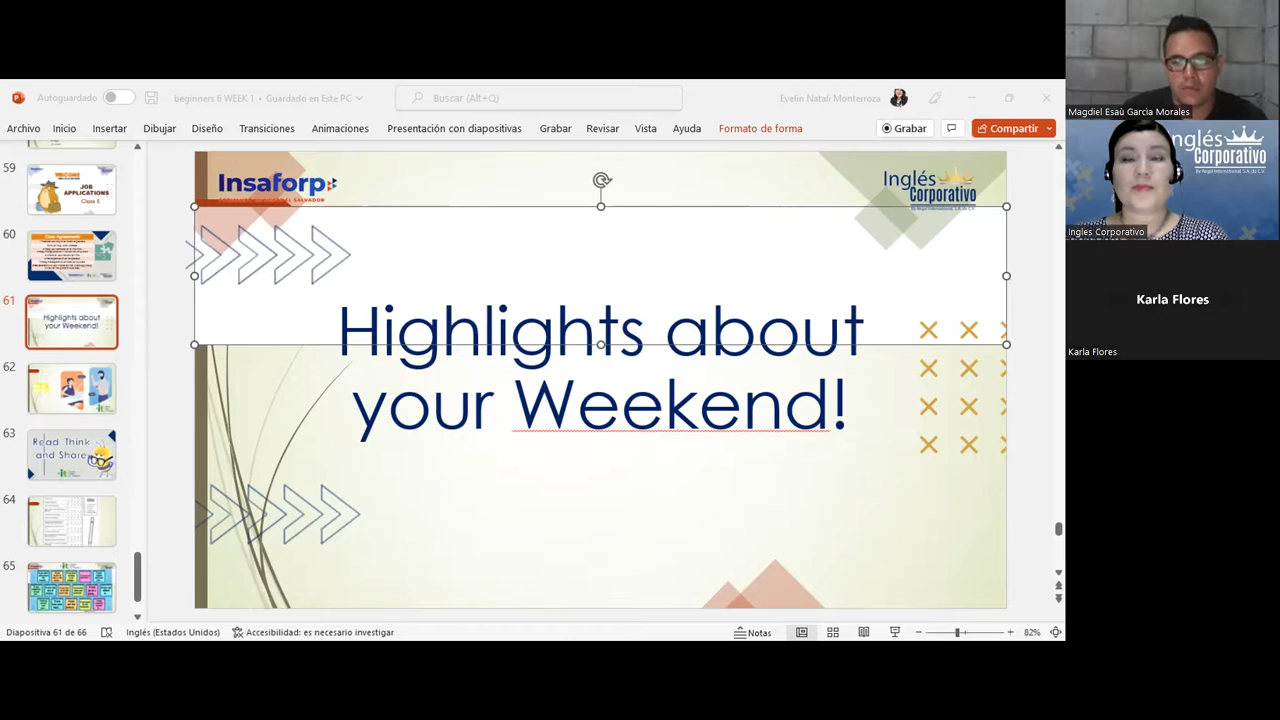 Autoguardado
beginners 6 WEEK 1 • Guardado en Este PC
Buscar (Alt+Q)
Evelin Natali Monterroza
Archivo Inicio Insertar Dibujar Diseño Transiciones Animaciones Presentación con diapositivas Grabar Revisar Vista Ayuda Formato de forma
Grabar
Compartir
59
JOB
APPLICATIONS
Class 5
60
61
Highlights about
your Weekend!
62
63
Read Think
and Share
64
65
Insaforp
Inglés
Corporativo
Highlights about
your Weekend!
Diapositiva 61 de 66
Inglés (Estados Unidos)
Accesibilidad: es necesario investigar
Notas
82%
Magdiel Esaù Garcia Morales
Inglés
Corporativo
Ingles Corporativo
Karla Flores
Karla Flores